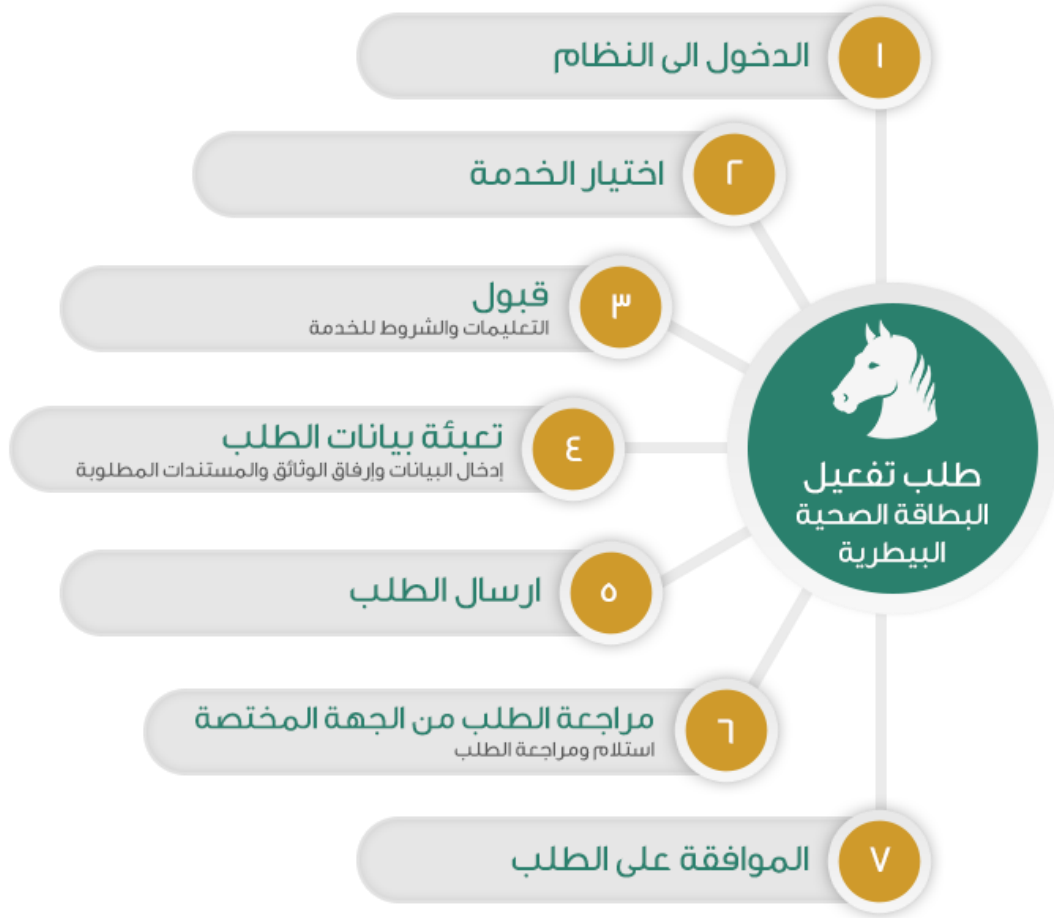 ١
الدخول الى النظام
٢
اختيار الخدمة
٣
قبول
التعليمات والشروط للخدمة
٤
تعبئة بيانات الطلب
إدخال البيانات وإرفاق الوثائق والمستندات المطلوبة
٥
ارسال الطلب
٦
مراجعة الطلب من الجهة المختصة
استلام ومراجعة الطلب
٧
الموافقة على الطلب
طلب تفعيل
البطاقة الصحية
البيطرية